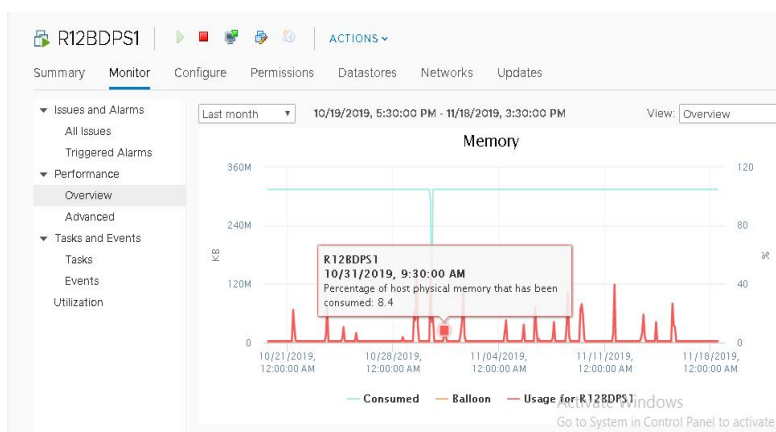 R12BDPS1
ACTIONS
Summary Monitor Configure Permissions Datastores Networks Updates
Issues and Alarms
All Issues
Triggered Alarms
Performance
Overview
Advanced
Tasks and Events
Tasks
Events
Utilization
Last month 10/19/2019, 5:30:00 PM - 11/18/2019, 3:30:00 PM View: Overview
Memory
360M 120
240M 80
KB %
120M 40
0 0
R12BDPS1
10/31/2019, 9:30:00 AM
Percentage of host physical memory that has been
consumed: 8.4
10/21/2019, 10/28/2019, 11/04/2019, 11/11/2019, 11/18/2019,
12:00:00 AM 12:00:00 AM 12:00:00 AM 12:00:00 AM 12:00:00 AM
Consumed Balloon Usage for R12BDPS1
Activate Windows
Go to System in Control Panel to activate